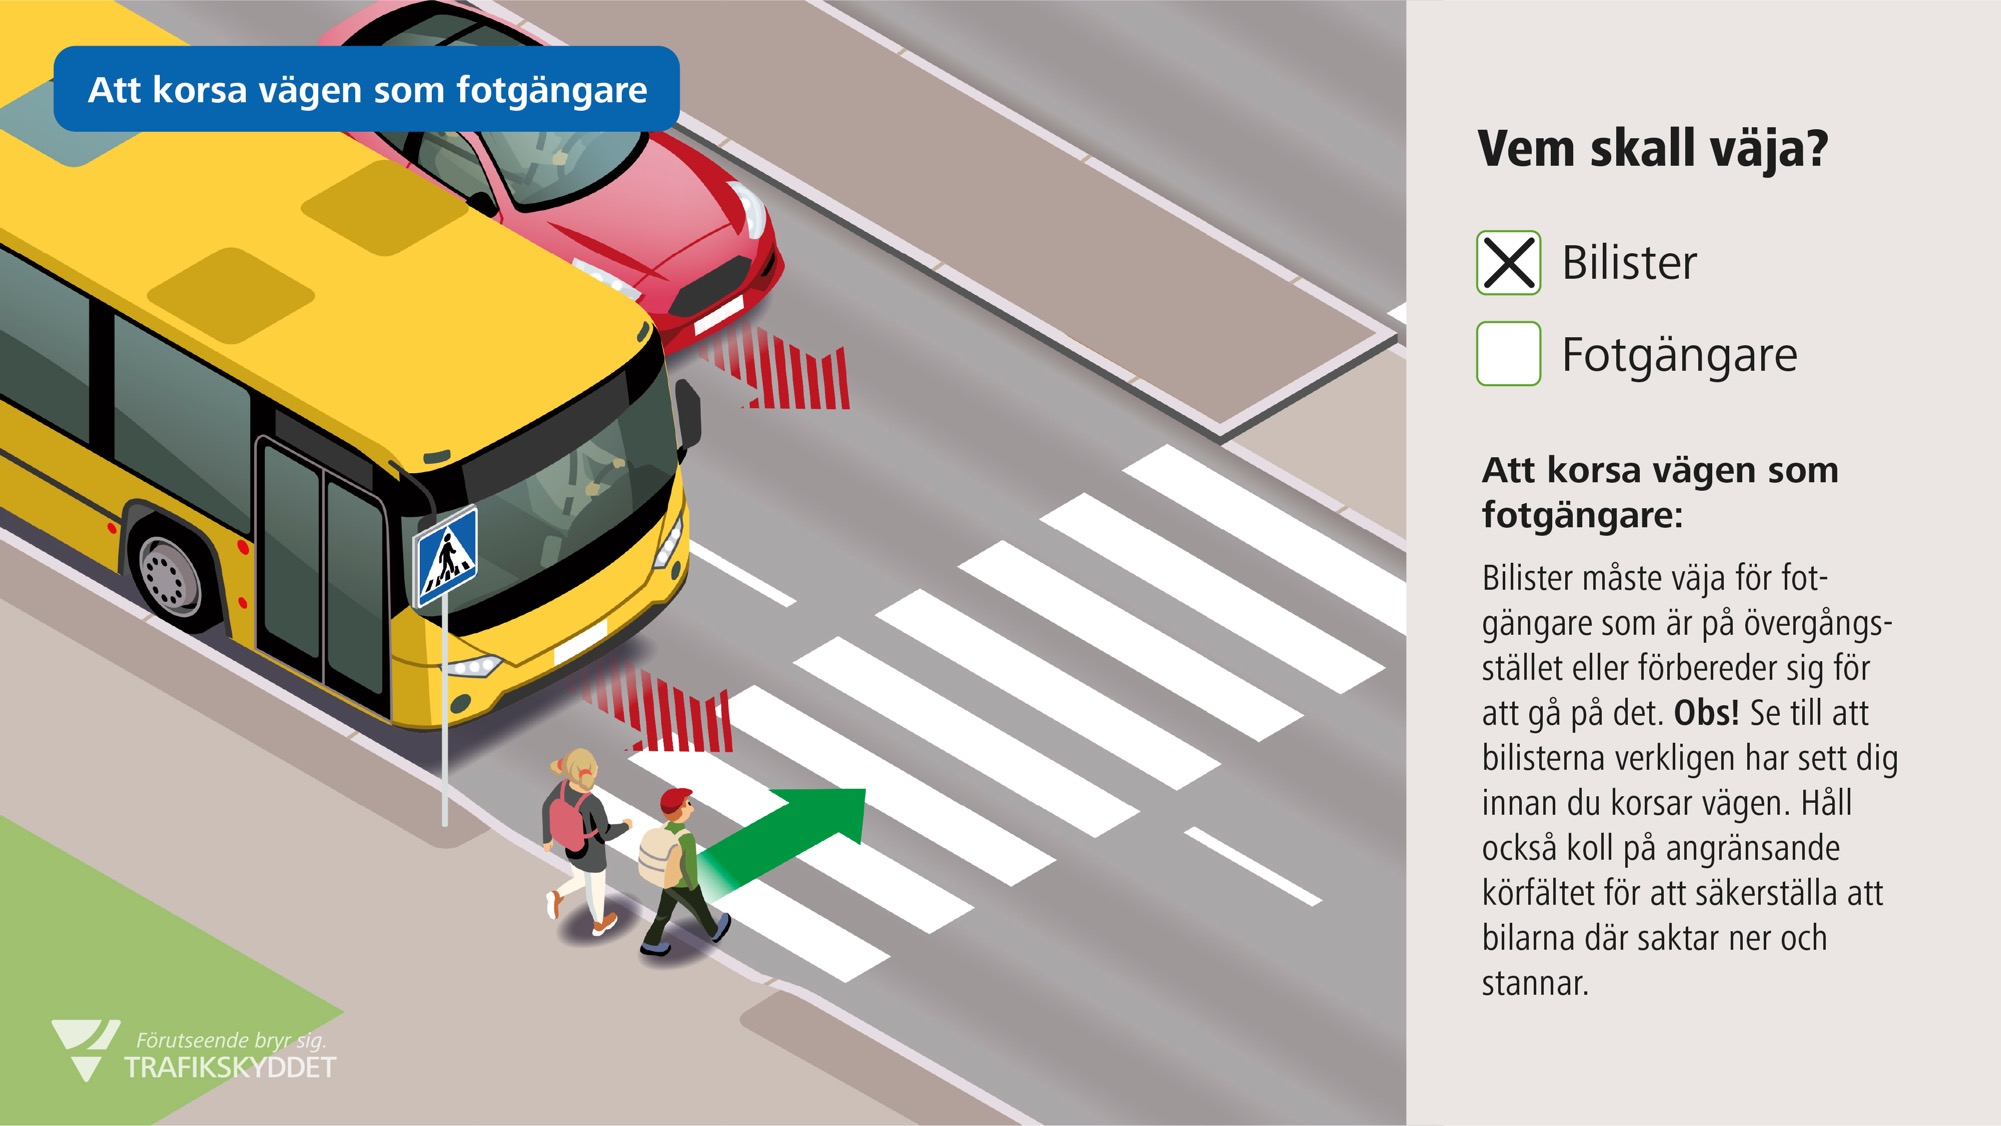 Att korsa vägen som fotgängare
Vem skall väja?
Bilister
Fotgängare
Att korsa vägen som
fotgängare:
Bilister måste väja för fot-
gängare som är på övergångs-
stället eller förbereder sig för
att gå på det. Obs! Se till att
bilisterna verkligen har sett dig
innan du korsar vägen. Håll
också koll på angränsande
körfältet för att säkerställa att
bilarna där saktar ner och
stannar.
Förutseende bryr sig.
TRAFIKSKYDDET